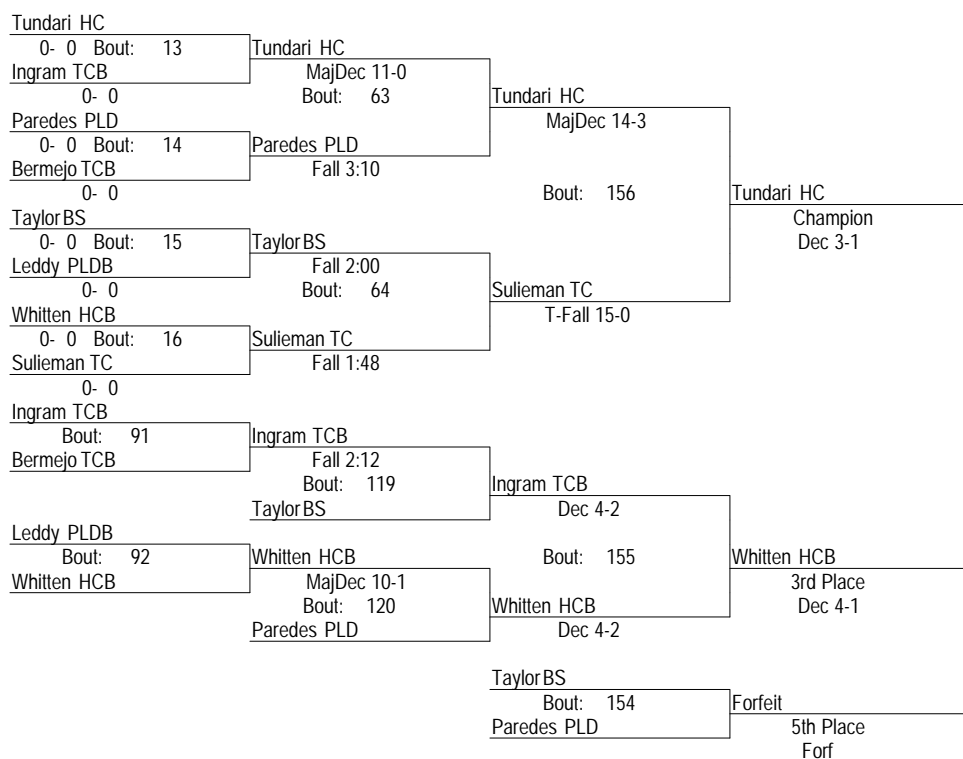 Tundari HC
0- 0 Bout: 13
Ingram TCB
0- 0
Paredes PLD
0- 0 Bout: 14
Bermejo TCB
0- 0
Taylor BS
0- 0 Bout: 15
Leddy PLDB
0- 0
Whitten HCB
0- 0 Bout: 16
Sulieman TC
0- 0
Tundari HC
MajDec 11-0
Bout: 63
Paredes PLD
Fall 3:10
Taylor BS
Fall 2:00
Bout: 64
Sulieman TC
Fall 1:48
Tundari HC
MajDec 14-3
Bout: 156
Sulieman TC
T-Fall 15-0
Tundari HC
Champion
Dec 3-1
Ingram TCB
Bout: 91
Bermejo TCB
Leddy PLDB
Bout: 92
Whitten HCB
Ingram TCB
Fall 2:12
Bout: 119
Taylor BS
Whitten HCB
MajDec 10-1
Bout: 120
Paredes PLD
Ingram TCB
Dec 4-2
Bout: 155
Whitten HCB
Dec 4-2
Whitten HCB
3rd Place
Dec 4-1
Taylor BS
Bout: 154
Paredes PLD
Forfeit
5th Place
Forf